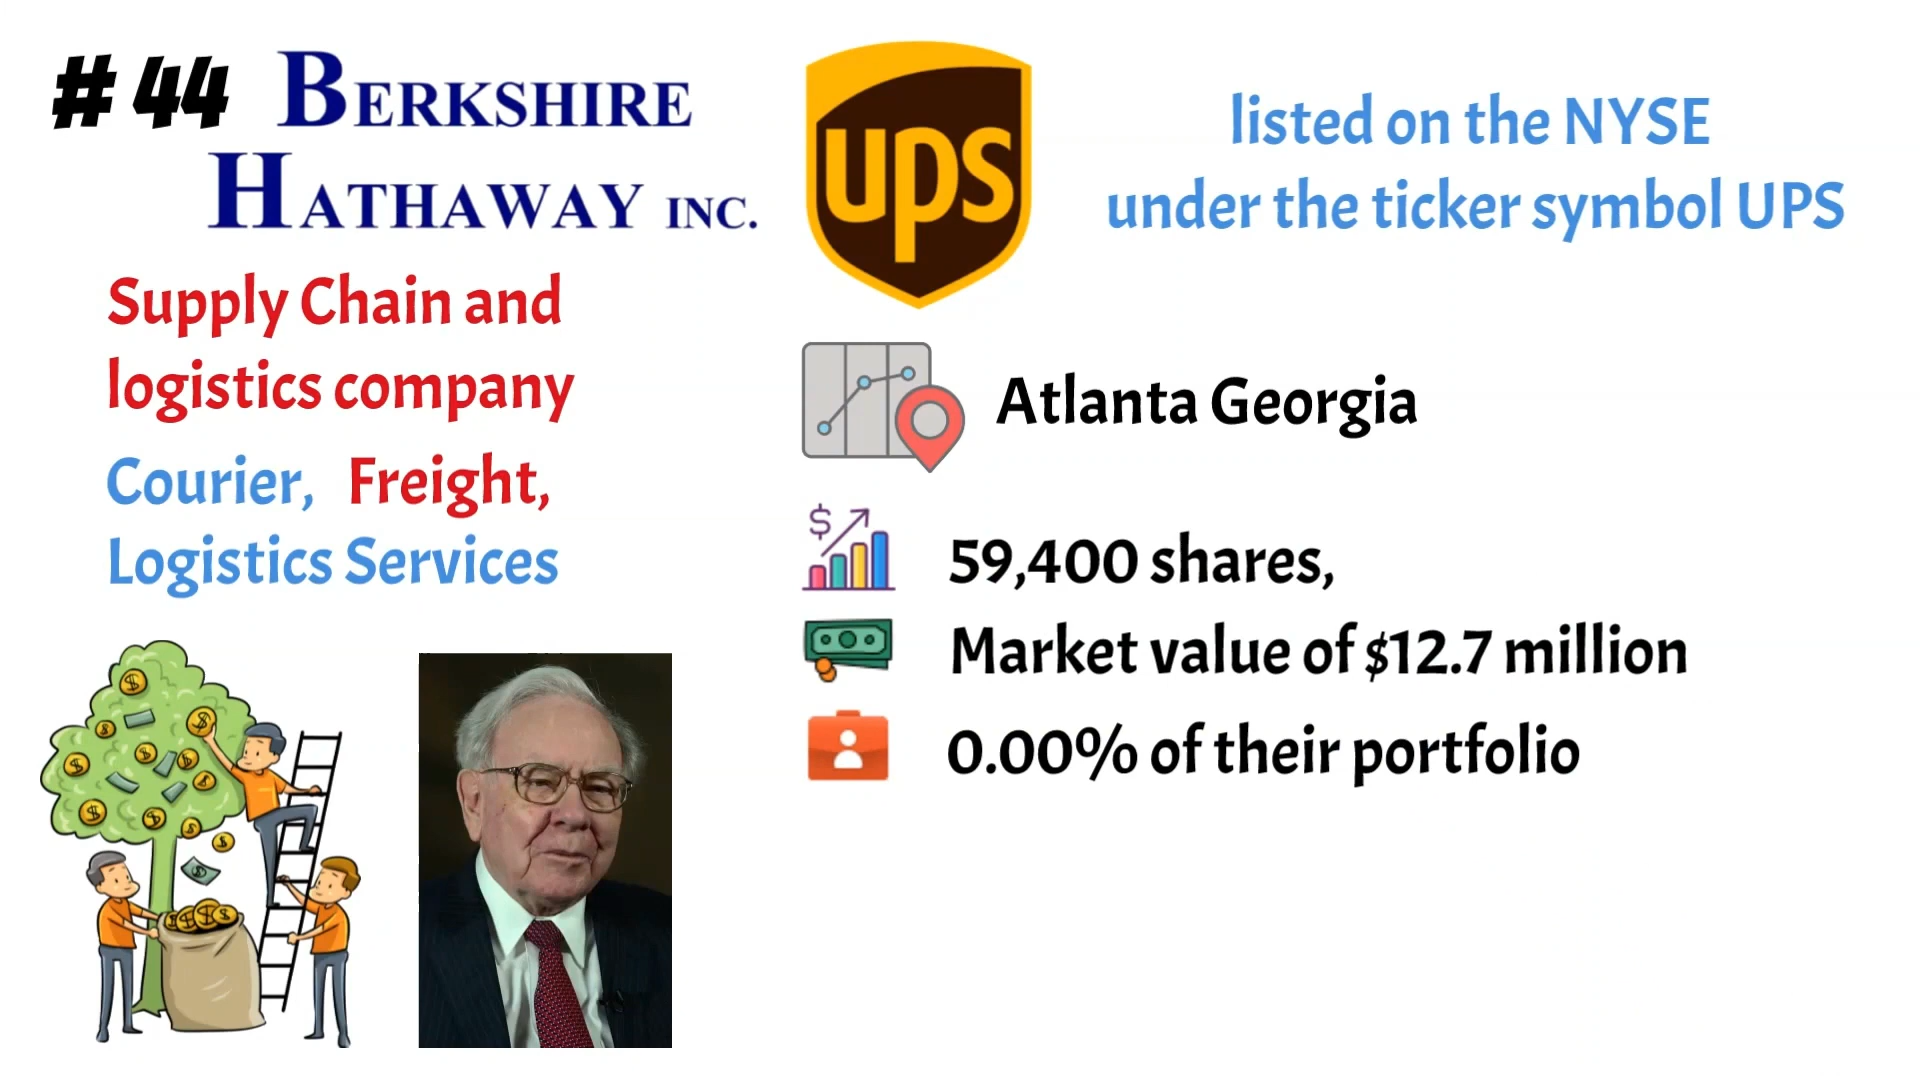 # 44 BERKSHIRE
HATHAWAY INC.
ups
listed on the NYSE
under the ticker symbol UPS
Supply Chain and
logistics company
Courier, Freight,
Logistics Services
Atlanta Georgia
$
59,400 shares,
Market value of $12.7 million
0.00% of their portfolio